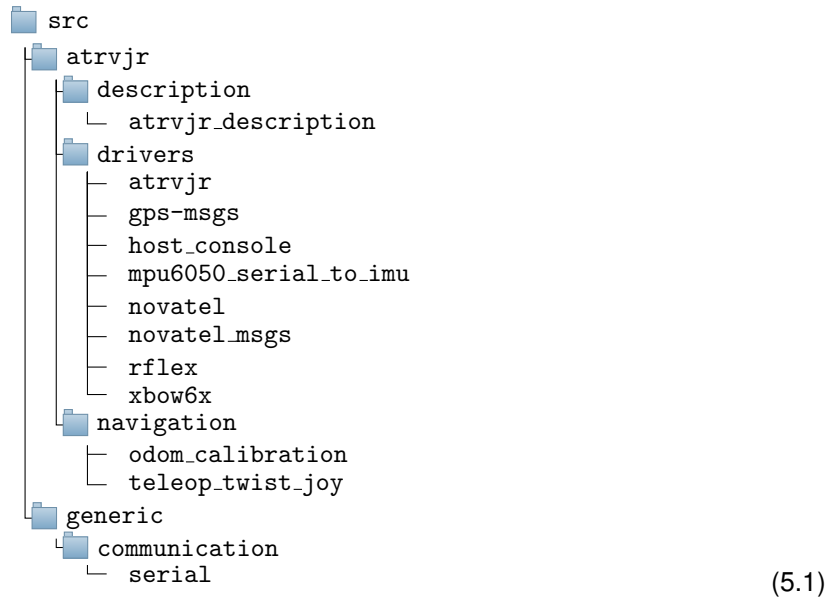 src
atrvjr
description
atrvjr_description
drivers
atrvjr
gps-msgs
host_console
mpu6050_serial_to_imu
novatel
novatel_msgs
rflex
xbow6x
navigation
odom_calibration
teleop_twist_joy
generic
communication
serial
(5.1)